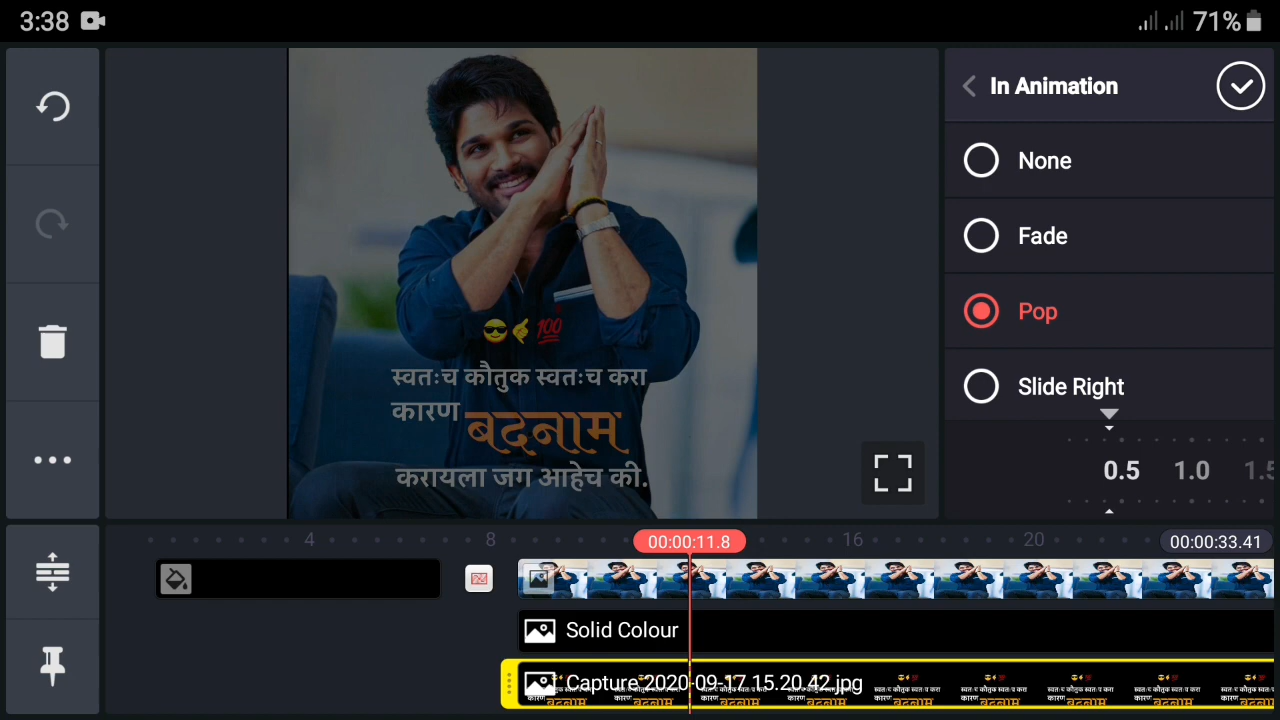 3:38
71%
In Animation
None
Fade
Pop
Slide Right
0.5 1.0 1.5
💯
स्वतःच कौतुक स्वतःच करा
कारण बदनाम
करायला जग आहेच की.
4 8 16 20
00:00:11.8
00:00:33.41
Solid Colour
Capture 2020-09-17 15.20.42.jpg